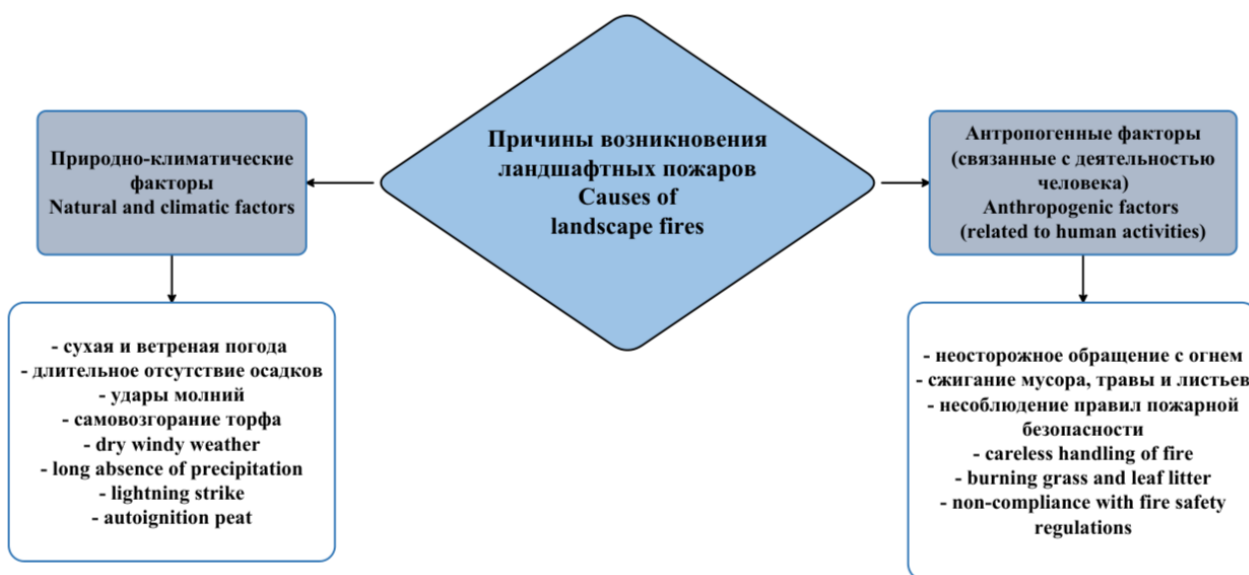 Причины возникновения
ландшафтных пожаров
Causes of
landscape fires
Природно-климатические
факторы
Natural and climatic factors
- сухая и ветреная погода
- длительное отсутствие осадков
- удары молний
- самовозгорание торфа
- dry windy weather
- long absence of precipitation
- lightning strike
- autoignition peat
Антропогенные факторы
(связанные с деятельностью
человека)
Anthropogenic factors
(related to human activities)
- неосторожное обращение с огнем
- сжигание мусора, травы и листьев
- несоблюдение правил пожарной
безопасности
- careless handling of fire
- burning grass and leaf litter
- non-compliance with fire safety
regulations